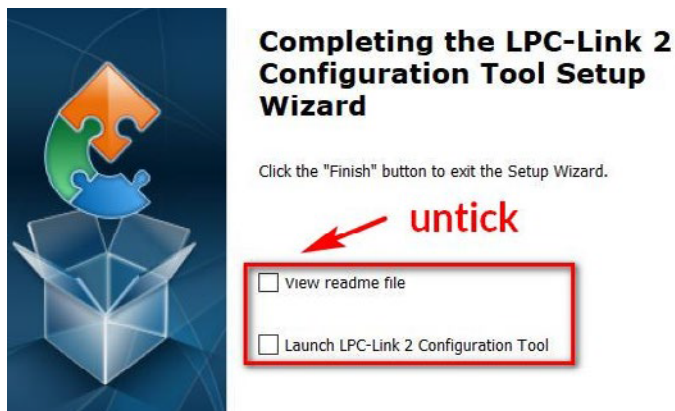 Completing the LPC-Link 2
Configuration Tool Setup
Wizard
Click the "Finish" button to exit the Setup Wizard.
untick
View readme file
Launch LPC-Link 2 Configuration Tool